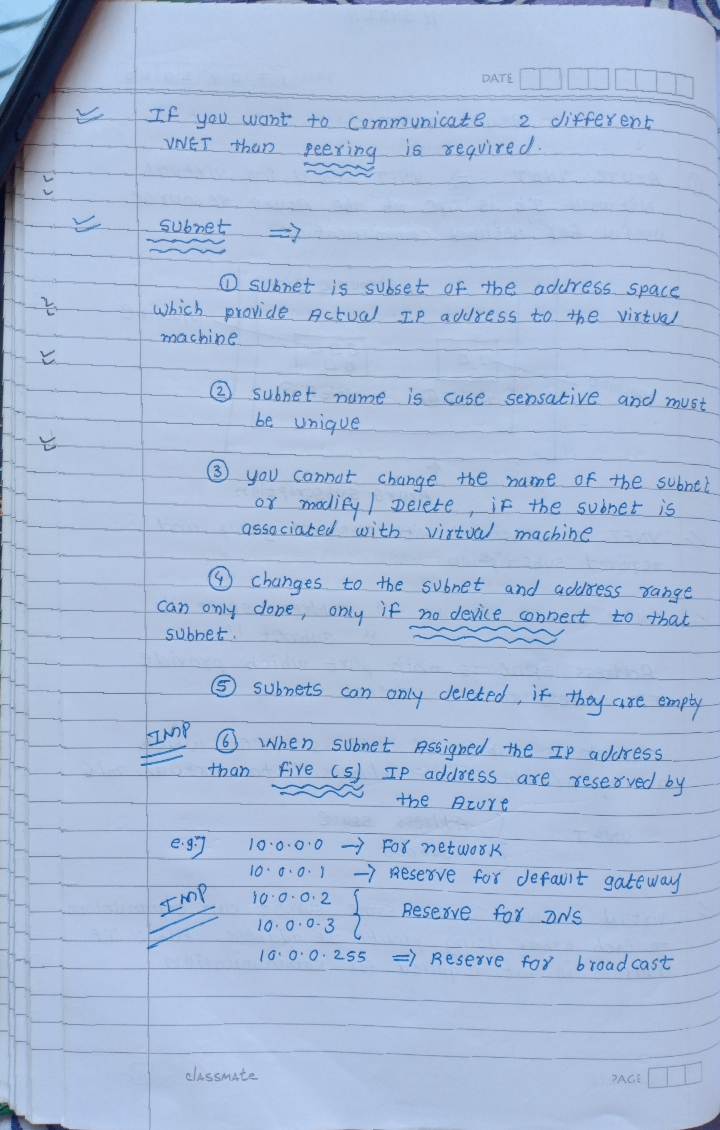 DATE
If you want to communicate 2 different
VNET than peering is required.
subnet ⇒
① subnet is subset of the address space
which provide Actual IP address to the virtual
machine
② subnet name is case sensative and must
be unique
③ you cannot change the name of the subnet
or modify / Delete, if the subnet is
associated with virtual machine
④ changes to the subnet and address range
can only done, only if no device connect to that
subnet.
⑤ subnets can only deleted, if they are empty
IMP ⑥ when subnet Assigned the IP address
than five (5) IP address are reserved by
the Azure
e.g:] 10.0.0.0 → For network
10.0.0.1 → Reserve for default gateway
IMP 10.0.0.2
10.0.0.3 } Reserve for DNS
10.0.0.255 ⇒ Reserve for broadcast
classmate
PAGE